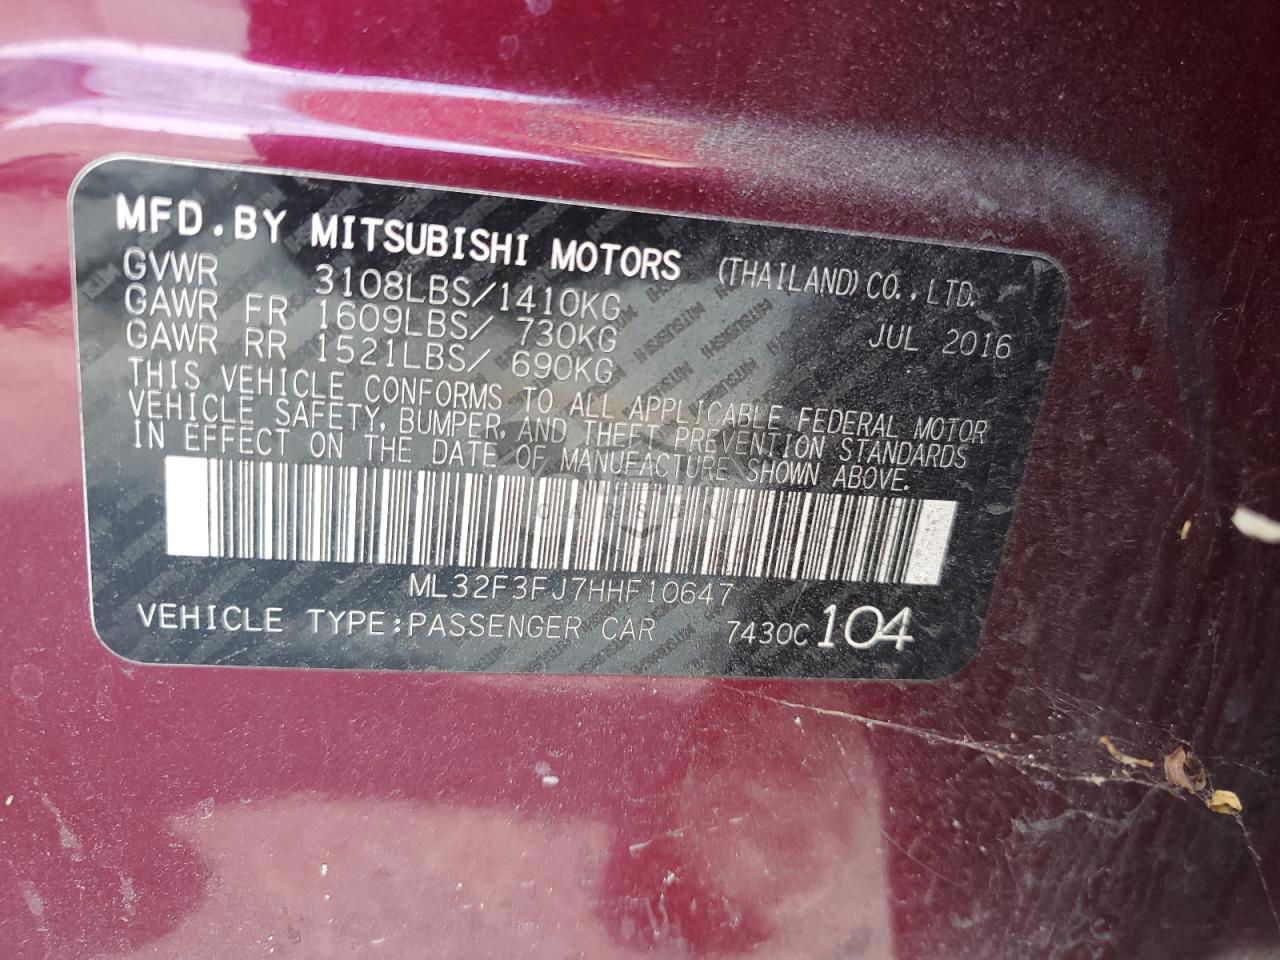 MFD.BY MITSUBISHI MOTORS (THAILAND)CO.,LTD.
GVWR 3108LBS/1410KG
GAWR FR 1609LBS/ 730KG JUL 2016
GAWR RR 1521LBS/ 690KG
THIS VEHICLE CONFORMS TO ALL APPLICABLE FEDERAL MOTOR
VEHICLE SAFETY, BUMPER, AND THEFT PREVENTION STANDARDS
IN EFFECT ON THE DATE OF MANUFACTURE SHOWN ABOVE.
ML32F3FJ7HHF10647
VEHICLE TYPE:PASSENGER CAR 7430C 104